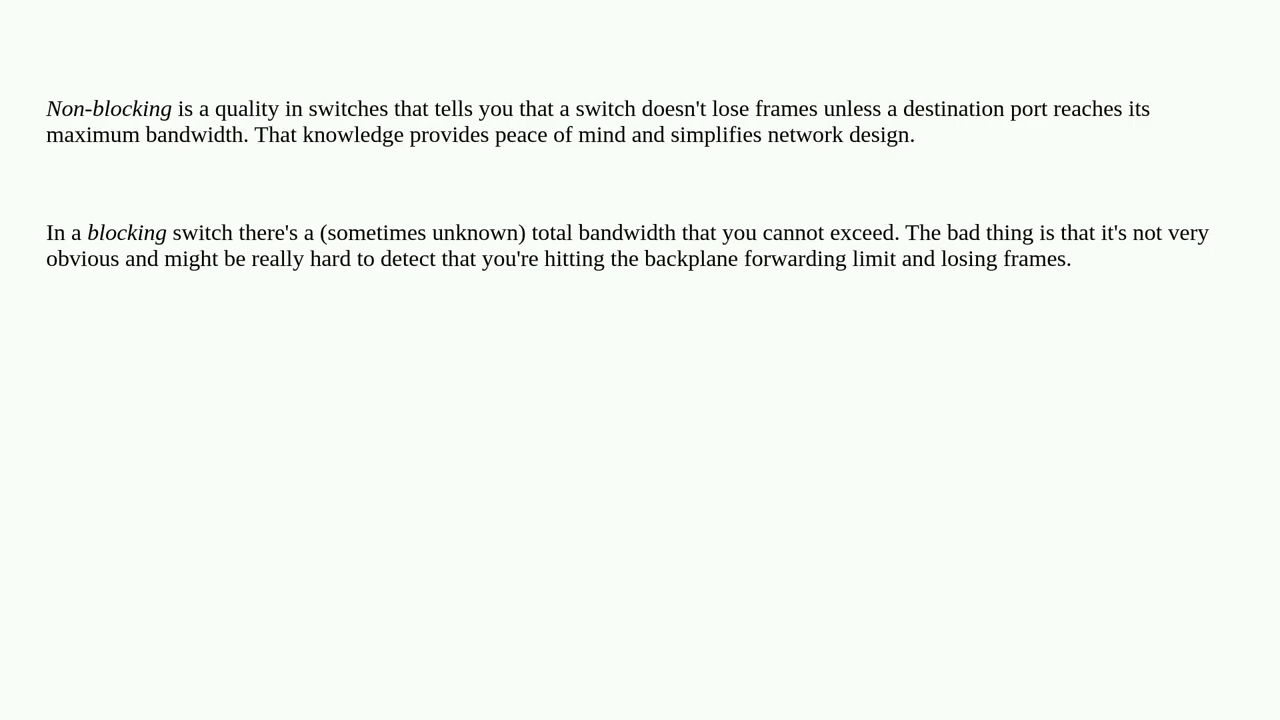 Non-blocking is a quality in switches that tells you that a switch doesn't lose frames unless a destination port reaches its
maximum bandwidth. That knowledge provides peace of mind and simplifies network design.
In a blocking switch there's a (sometimes unknown) total bandwidth that you cannot exceed. The bad thing is that it's not very
obvious and might be really hard to detect that you're hitting the backplane forwarding limit and losing frames.